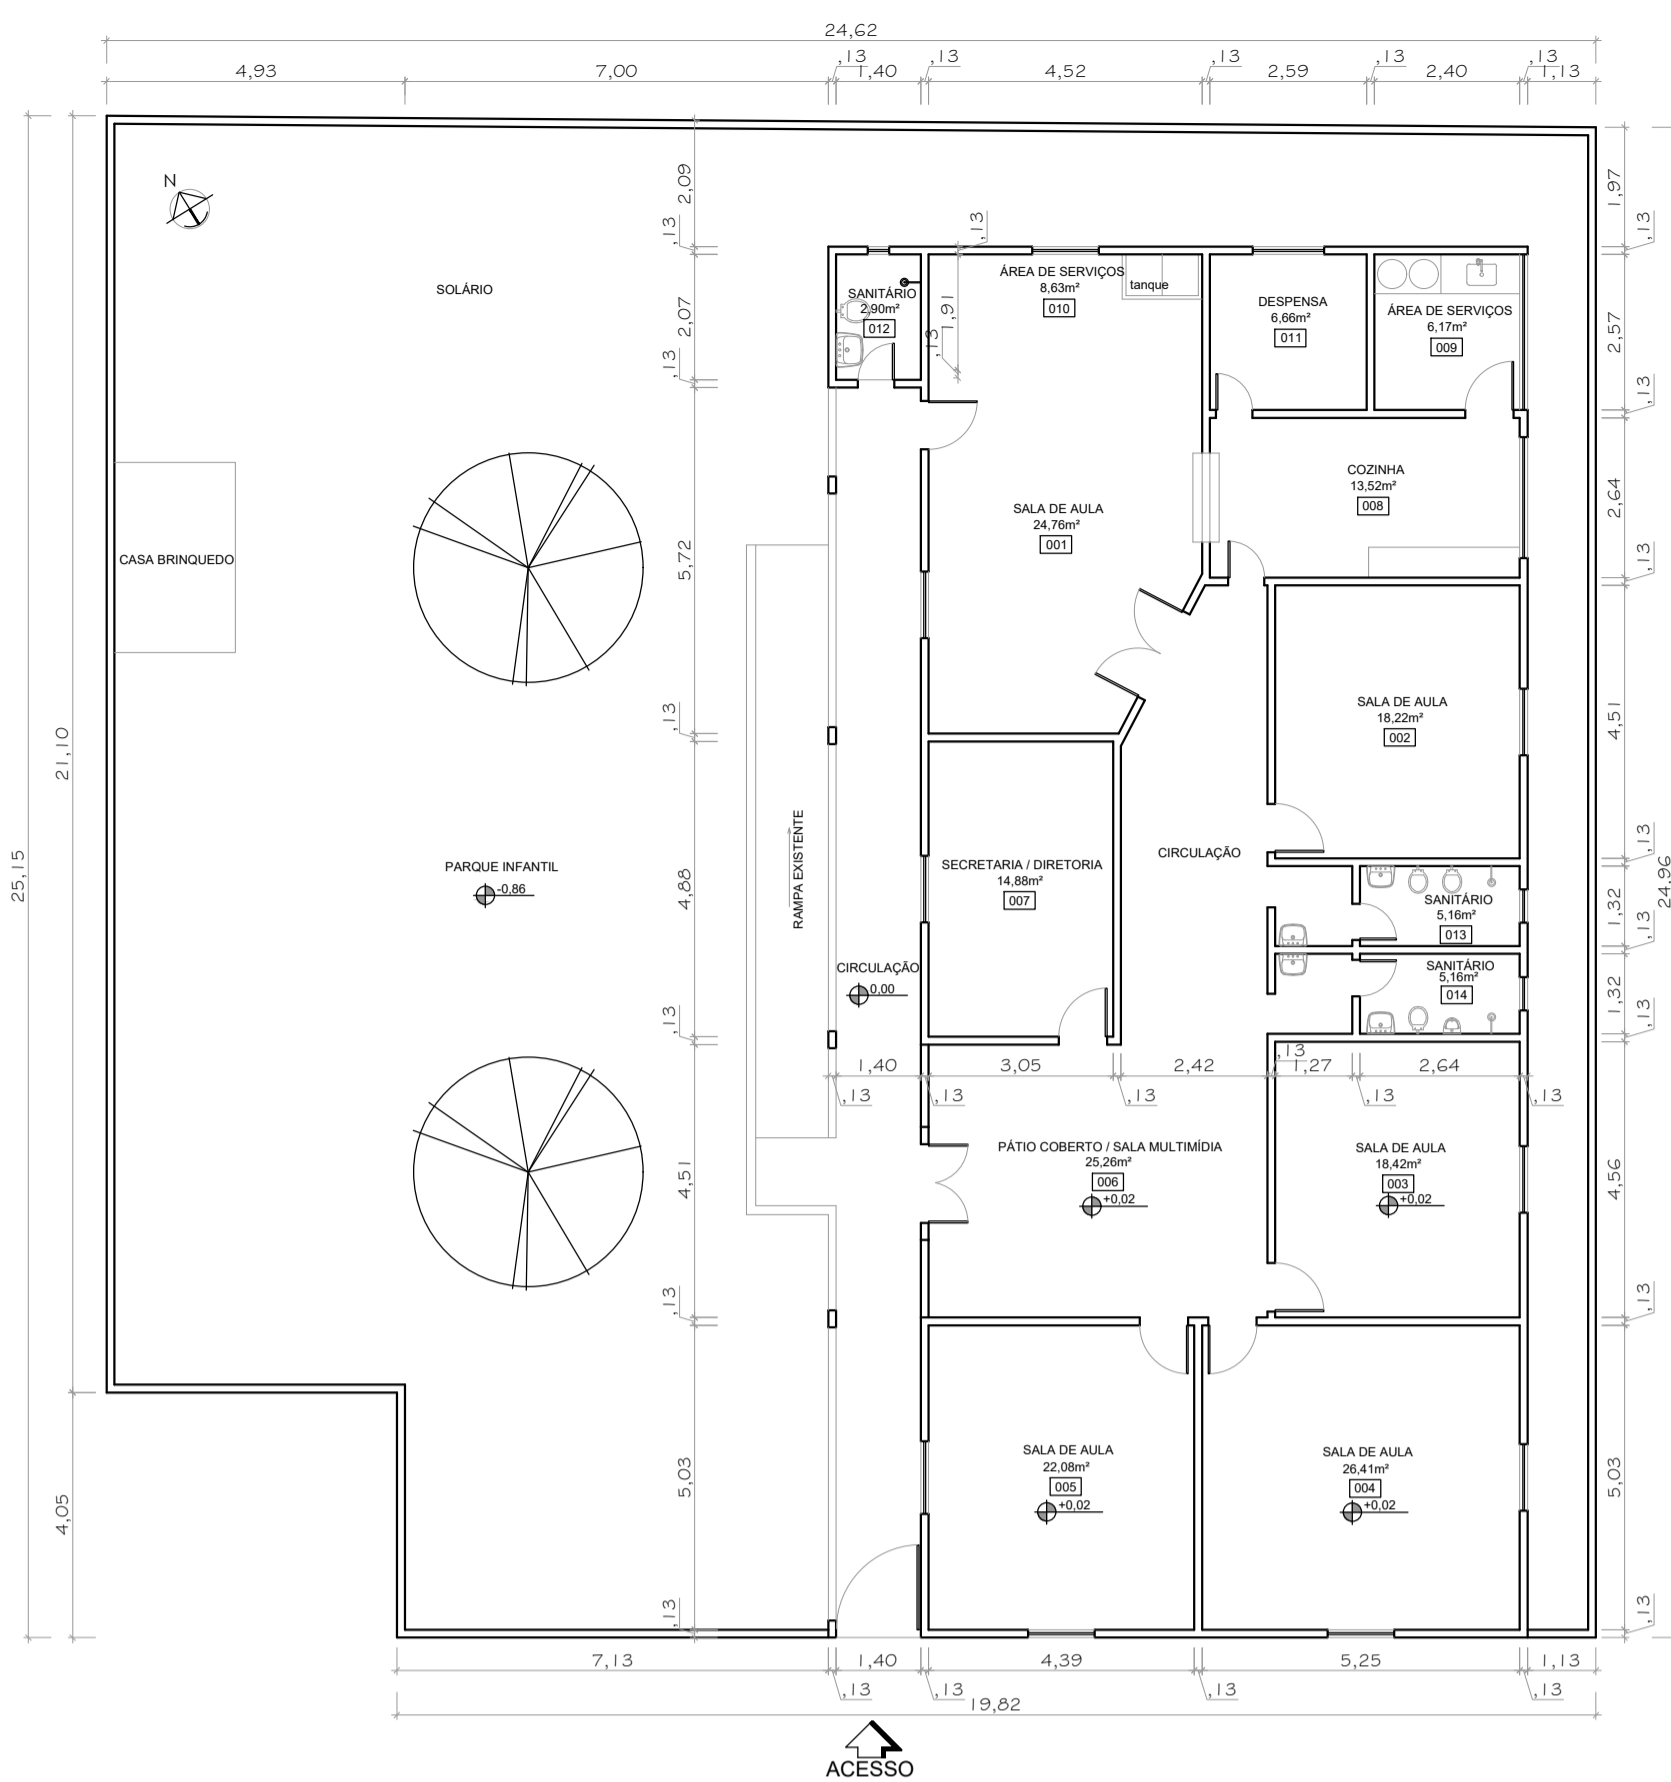 24,62
,13
,13
,13
,13
,13
4,93
7,00
1,40
4,52
2,59
2,40
1,13
N
2,09
1,97
,13
,13
,13
SOLÁRIO
SANITÁRIO
2,90m²
012
ÁREA DE SERVIÇOS
8,63m²
010
tanque
DESPENSA
6,66m²
011
ÁREA DE SERVIÇOS
6,17m²
009
2,07
1,91
,13
2,57
,13
,13
COZINHA
13,52m²
008
SALA DE AULA
24,76m²
001
2,64
CASA BRINQUEDO
5,72
,13
SALA DE AULA
18,22m²
002
4,51
,13
21,10
25,15
RAMPA EXISTENTE
CIRCULAÇÃO
SECRETARIA / DIRETORIA
14,88m²
007
PARQUE INFANTIL
-0,86
4,88
,13
24,96
SANITÁRIO
5,16m²
013
1,32
,13
CIRCULAÇÃO
0,00
SANITÁRIO
5,16m²
014
1,32
,13
,13
,13
1,40
3,05
2,42
1,27
2,64
,13
,13
,13
,13
,13
PÁTIO COBERTO / SALA MULTIMÍDIA
25,26m²
006
+0,02
SALA DE AULA
18,42m²
003
+0,02
4,51
4,56
,13
,13
SALA DE AULA
22,08m²
005
+0,02
SALA DE AULA
26,41m²
004
+0,02
5,03
5,03
4,05
,13
,13
7,13
1,40
4,39
5,25
1,13
,13
,13
,13
,13
19,82
ACESSO